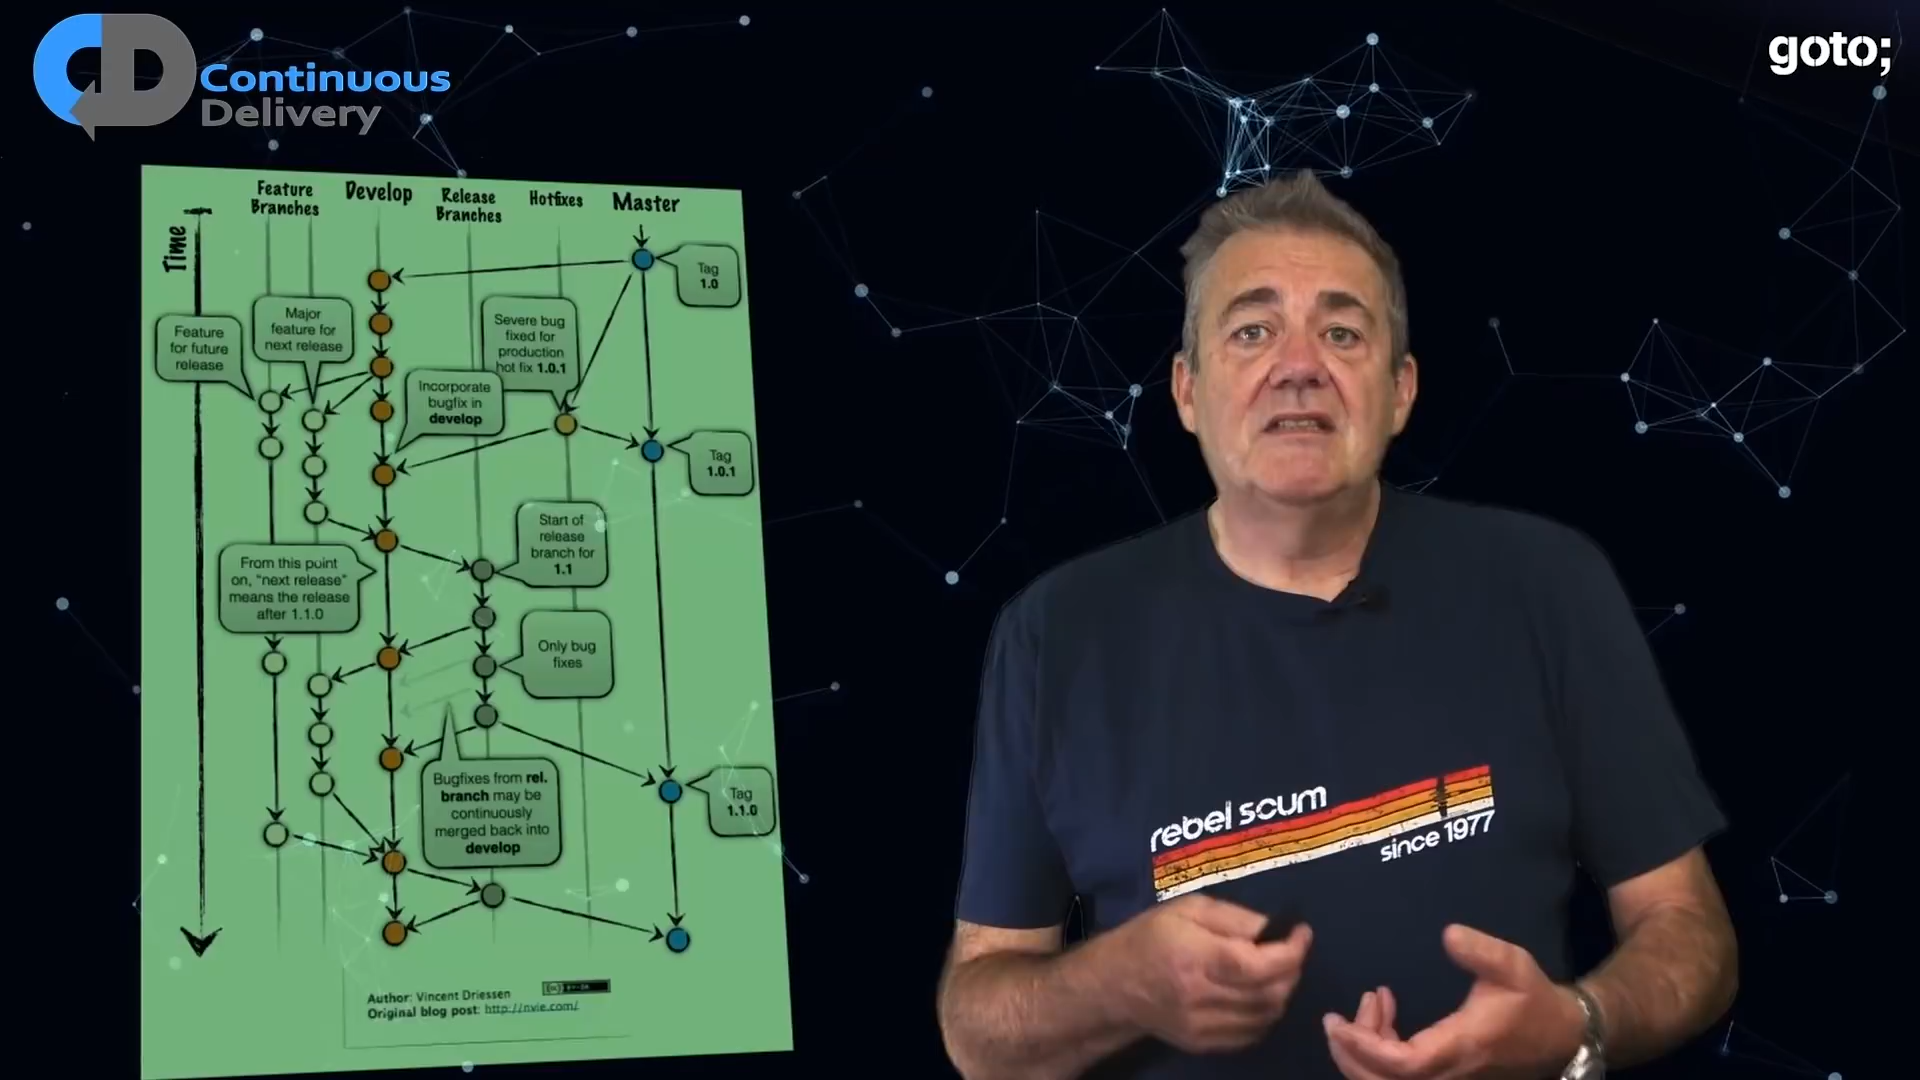 Continuous
Delivery
goto;
Feature
Branches
Develop
Release
Branches
Hotfixes
Master
Time
Tag
1.0
Feature
for future
release
Major
feature for
next release
Severe bug
fixed for
production
hot fix 1.0.1
Incorporate
bugfix in
develop
Tag
1.0.1
Start of
release
branch for
1.1
From this point
on, "next release"
means the release
after 1.1.0
Only bug
fixes
Bugfixes from rel.
branch may be
continuously
merged back into
develop
Tag
1.1.0
Author: Vincent Driessen
Original blog post: http://nvie.com/
rebel scum
since 1977